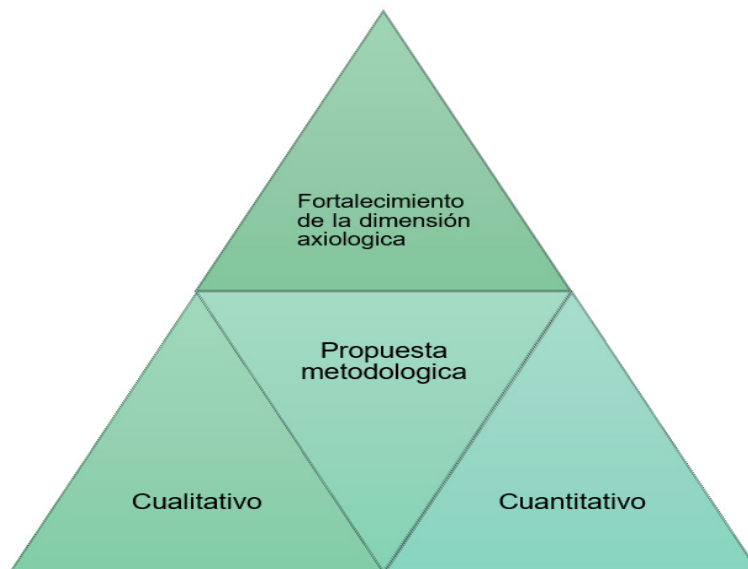 Fortalecimiento
de la dimensión
axiologica
Propuesta
metodologica
Cualitativo
Cuantitativo